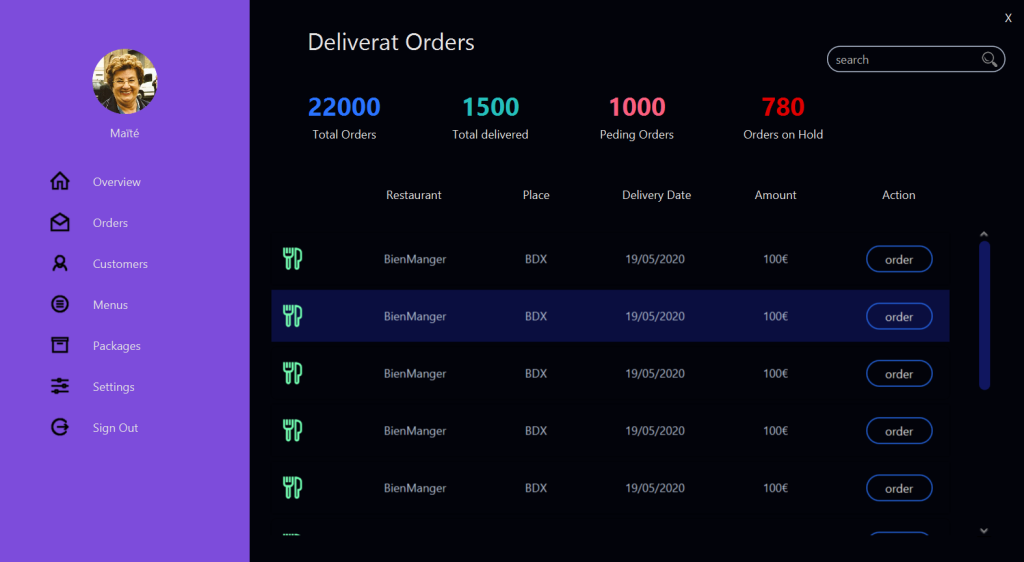 X
Deliverat Orders
search
22000 1500 1000 780
Total Orders Total delivered Peding Orders Orders on Hold
Maïté
Overview
Orders
Customers
Menus
Packages
Settings
Sign Out
Restaurant Place Delivery Date Amount Action
BienManger BDX 19/05/2020 100€ order
BienManger BDX 19/05/2020 100€ order
BienManger BDX 19/05/2020 100€ order
BienManger BDX 19/05/2020 100€ order
BienManger BDX 19/05/2020 100€ order